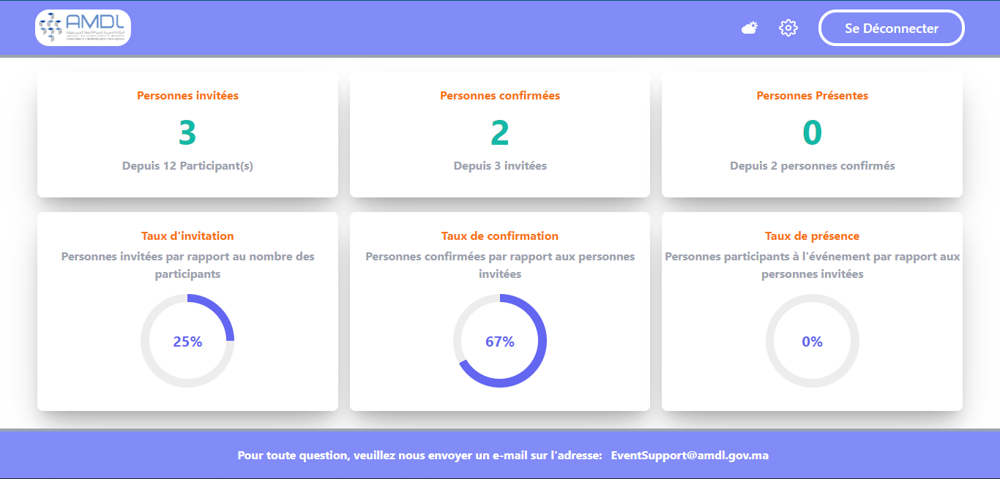 AMDL
Se Déconnecter
Personnes invitées
3
Depuis 12 Participant(s)
Personnes confirmées
2
Depuis 3 invitées
Personnes Présentes
0
Depuis 2 personnes confirmés
Taux d'invitation
Personnes invitées par rapport au nombre des
participants
25%
Taux de confirmation
Personnes confirmées par rapport aux personnes
invitées
67%
Taux de présence
Personnes participants à l'événement par rapport aux
personnes invitées
0%
Pour toute question, veuillez nous envoyer un e-mail sur l'adresse: EventSupport@amdl.gov.ma